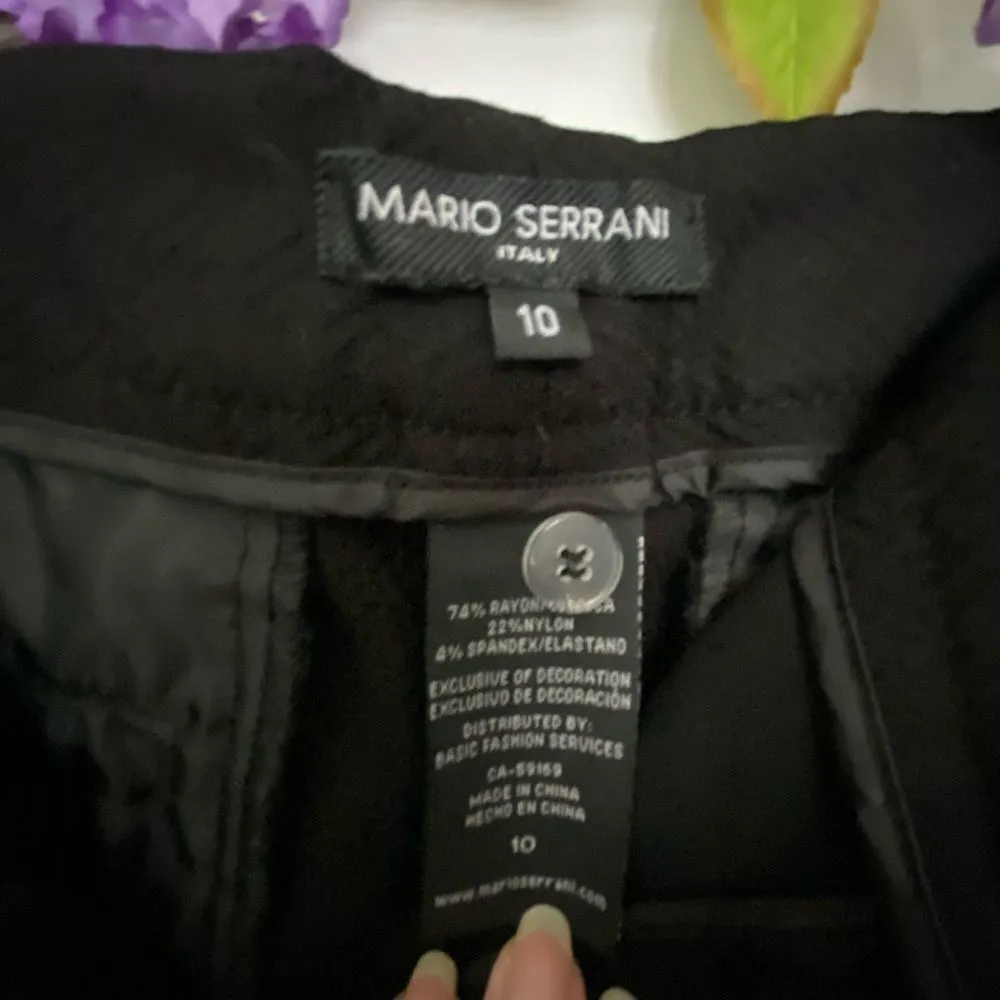 MARIO SERRANI
ITALY
10
74% RAYON/
22%NYLON
4% SPANDEX/ELASTANO
EXCLUSIVE OF DECORATION
EXCLUSIVO DE DECORACIÓN
DISTRIBUTED BY:
BASIC FASHION SERVICES
CA-59169
MADE IN CHINA
HECHO EN CHINA
10
www.marioserrani.com